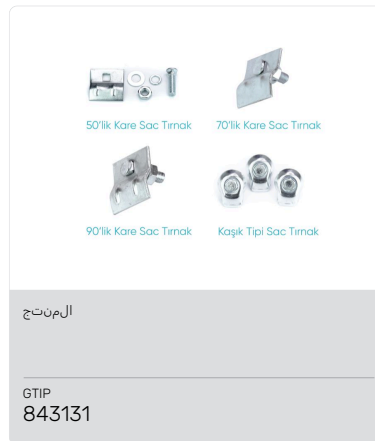 50'lik Kare Sac Tırnak
70'lik Kare Sac Tırnak
90'lik Kare Sac Tırnak
Kaşık Tipi Sac Tırnak
المنتج
GTIP
843131